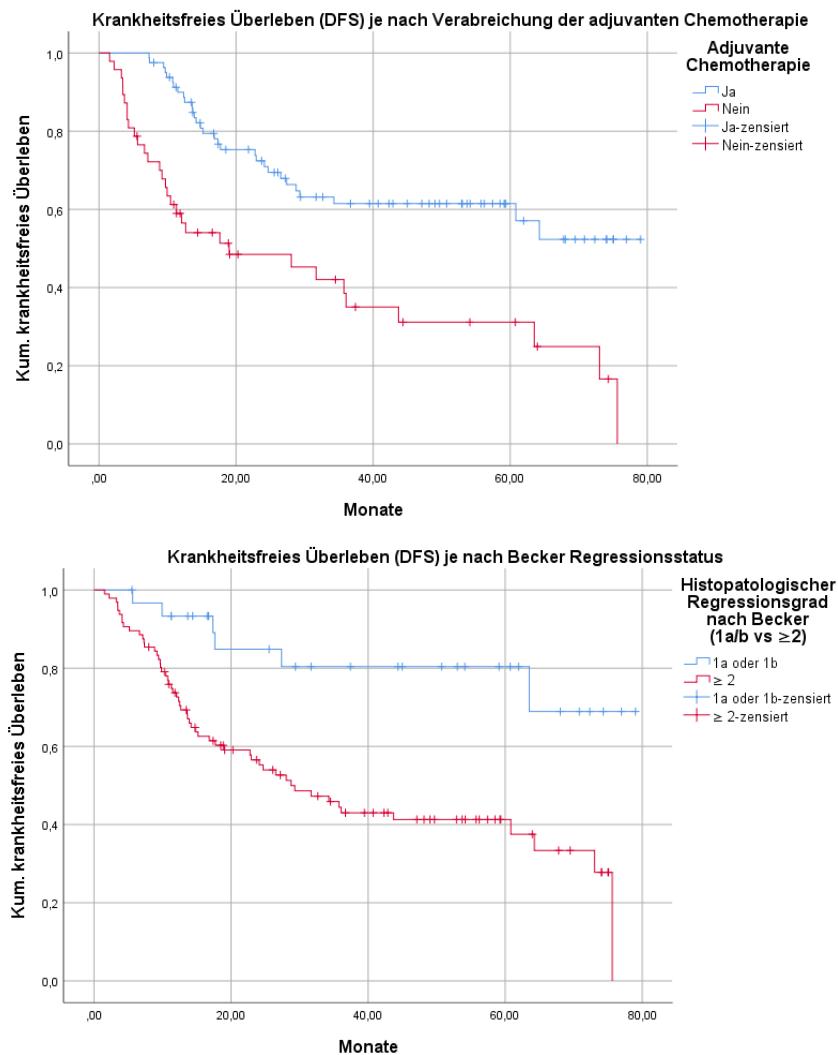 Krankheitsfreies Überleben (DFS) je nach Verabreichung der adjuvanten Chemotherapie
Kum. krankheitsfreies Überleben
1,0
0,8
0,6
0,4
0,2
0,0
,00
20,00
40,00
60,00
80,00
Monate
Adjuvante
Chemotherapie
Ja
Nein
Ja-zensiert
Nein-zensiert
Krankheitsfreies Überleben (DFS) je nach Becker Regressionsstatus
Kum. krankheitsfreies Überleben
1,0
0,8
0,6
0,4
0,2
0,0
,00
20,00
40,00
60,00
80,00
Monate
Histopatologischer
Regressionsgrad
nach Becker
(1a/b vs ≥2)
1a oder 1b
≥ 2
1a oder 1b-zensiert
≥ 2-zensiert